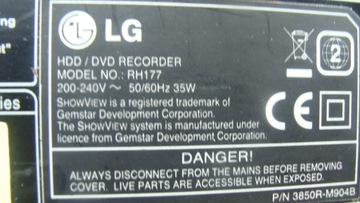 LG
HDD / DVD RECORDER
MODEL NO.: RH177
200-240V ~ 50/60Hz 35W
SHOWVIEW is a registered trademark of
Gemstar Development Corporation.
The SHOWVIEW system is manufactured under
licence from Gemstar Development Corporation.
2
DANGER!
ALWAYS DISCONNECT FROM THE MAINS BEFORE REMOVING
COVER. LIVE PARTS ARE ACCESSIBLE WHEN EXPOSED.
P/N 3850R-M904B